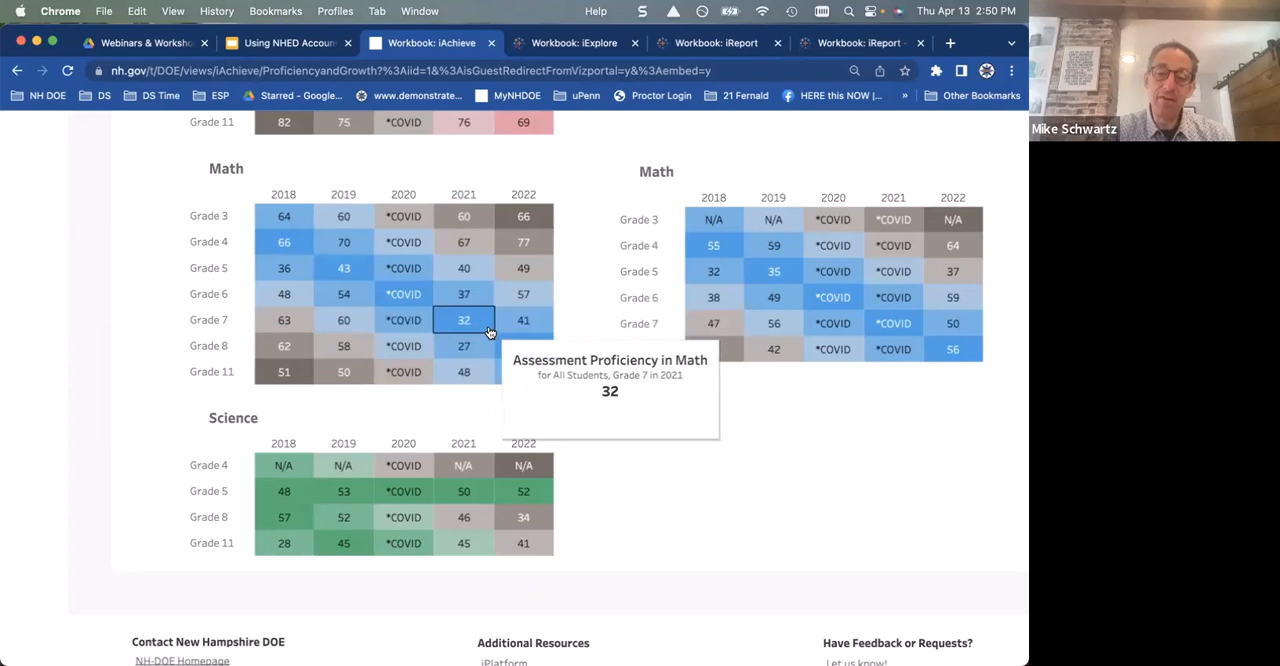 Chrome File Edit View History Bookmarks Profiles Tab Window Help Thu Apr 13 2:50 PM
Webinars & Worksho Using NHED Accoun Workbook: iAchieve Workbook: iExplore Workbook: iReport Workbook: iReport -
nh.gov/t/DOE/views/iAchieve/ProficiencyandGrowth?%3Aiid=1&%3AisGuestRedirectFromVizportal=y&%3Aembed=y
NH DOE DS DS Time ESP Starred - Google... www.demonstrate... MyNHDOE uPenn Proctor Login 21 Fernald HERE this NOW |... » Other Bookmarks
Mike Schwartz
Grade 11 82 75 *COVID 76 69
Math
2018 2019 2020 2021 2022
Grade 3 64 60 *COVID 60 66
Grade 4 66 70 *COVID 67 77
Grade 5 36 43 *COVID 40 49
Grade 6 48 54 *COVID 37 57
Grade 7 63 60 *COVID 32 41
Grade 8 62 58 *COVID 27
Grade 11 51 50 *COVID 48
Math
2018 2019 2020 2021 2022
Grade 3 N/A N/A *COVID *COVID N/A
Grade 4 55 59 *COVID *COVID 64
Grade 5 32 35 *COVID *COVID 37
Grade 6 38 49 *COVID *COVID 59
Grade 7 47 56 *COVID *COVID 50
42 *COVID *COVID 56
Assessment Proficiency in Math
for All Students, Grade 7 in 2021
32
Science
2018 2019 2020 2021 2022
Grade 4 N/A N/A *COVID N/A N/A
Grade 5 48 53 *COVID 50 52
Grade 8 57 52 *COVID 46 34
Grade 11 28 45 *COVID 45 41
Contact New Hampshire DOE
NH-DOE Homepage
Additional Resources
iPlatform
Have Feedback or Requests?
Let us know!